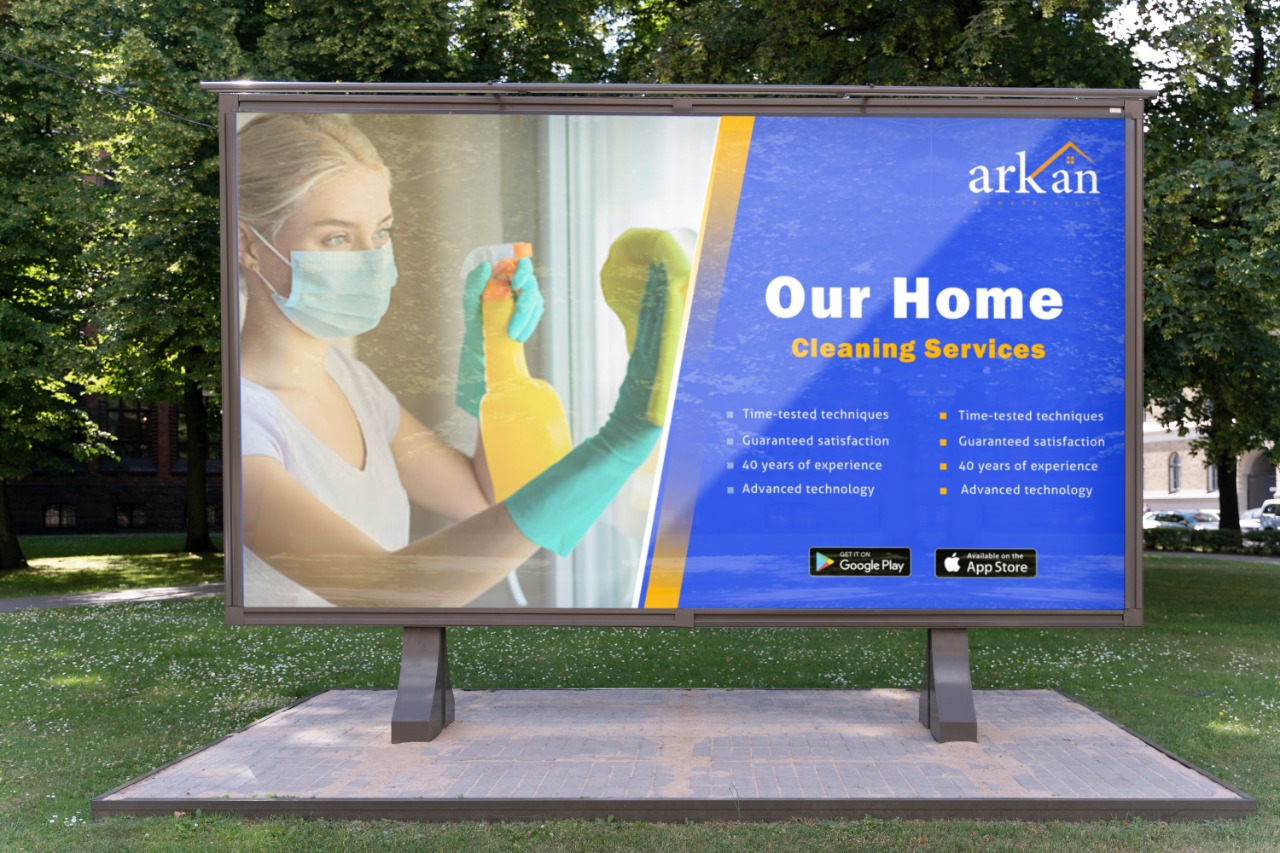 arkan
Our Home
Cleaning Services
Time-tested techniques
Guaranteed satisfaction
40 years of experience
Advanced technology
Time-tested techniques
Guaranteed satisfaction
40 years of experience
Advanced technology
GET IT ON
Google Play
Available on the
App Store